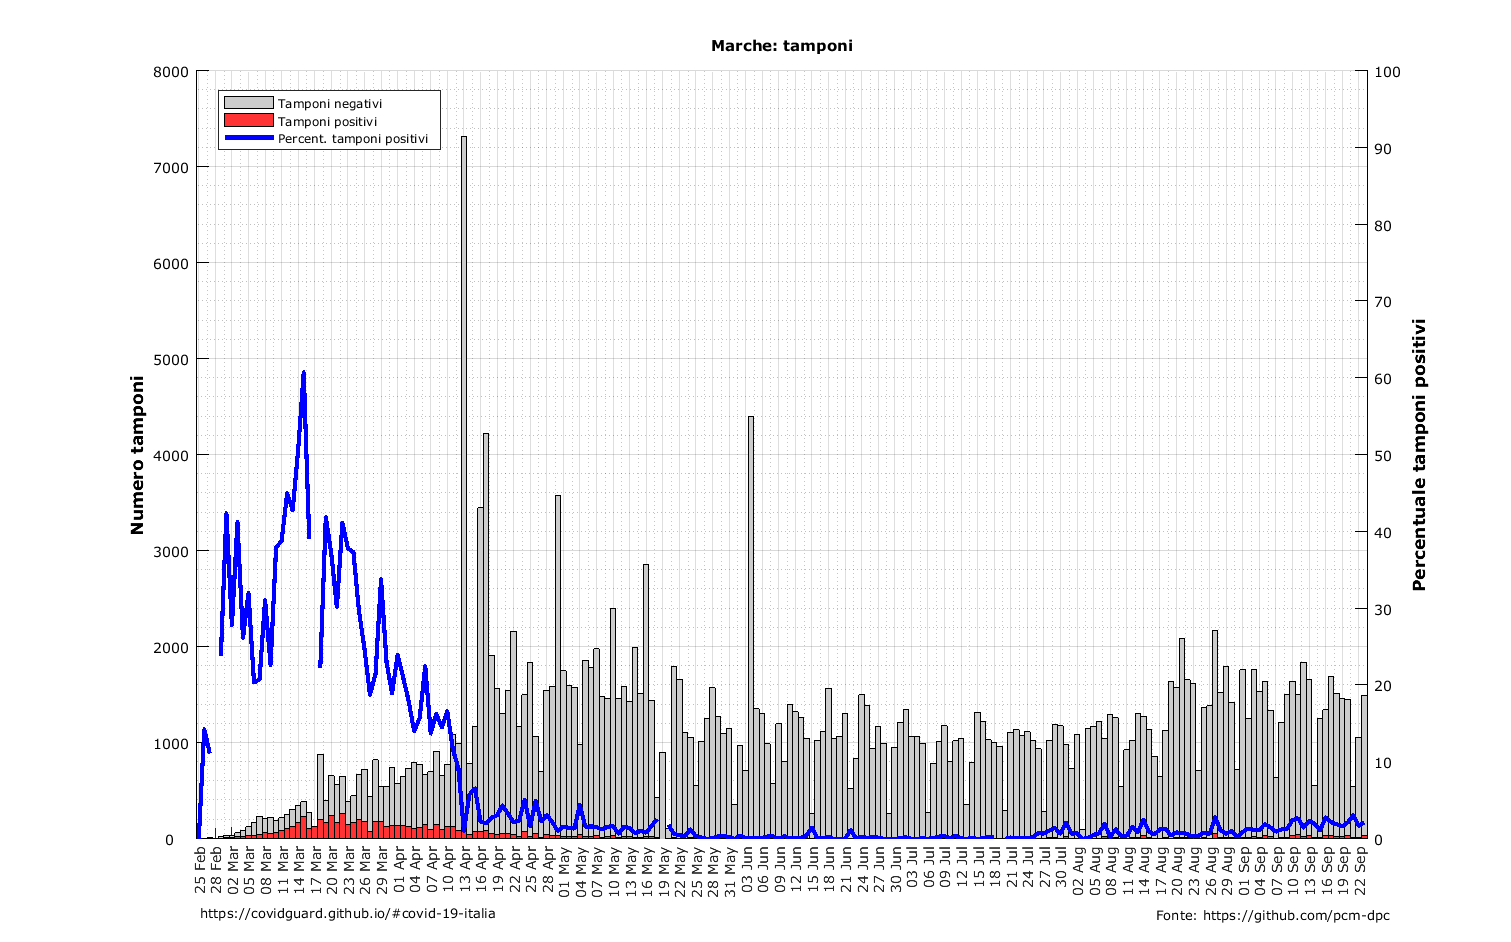 Marche: tamponi
8000
7000
6000
5000
4000
3000
2000
1000
0
100
90
80
70
60
50
40
30
20
10
0
Numero tamponi
Percentuale tamponi positivi
Tamponi negativi
Tamponi positivi
Percent. tamponi positivi
25 Feb
28 Feb
02 Mar
05 Mar
08 Mar
11 Mar
14 Mar
17 Mar
20 Mar
23 Mar
26 Mar
29 Mar
01 Apr
04 Apr
07 Apr
10 Apr
13 Apr
16 Apr
19 Apr
22 Apr
25 Apr
28 Apr
01 May
04 May
07 May
10 May
13 May
16 May
19 May
22 May
25 May
28 May
31 May
03 Jun
06 Jun
09 Jun
12 Jun
15 Jun
18 Jun
21 Jun
24 Jun
27 Jun
30 Jun
03 Jul
06 Jul
09 Jul
12 Jul
15 Jul
18 Jul
21 Jul
24 Jul
27 Jul
30 Jul
02 Aug
05 Aug
08 Aug
11 Aug
14 Aug
17 Aug
20 Aug
23 Aug
26 Aug
29 Aug
01 Sep
04 Sep
07 Sep
10 Sep
13 Sep
16 Sep
19 Sep
22 Sep
https://covidguard.github.io/#covid-19-italia
Fonte: https://github.com/pcm-dpc